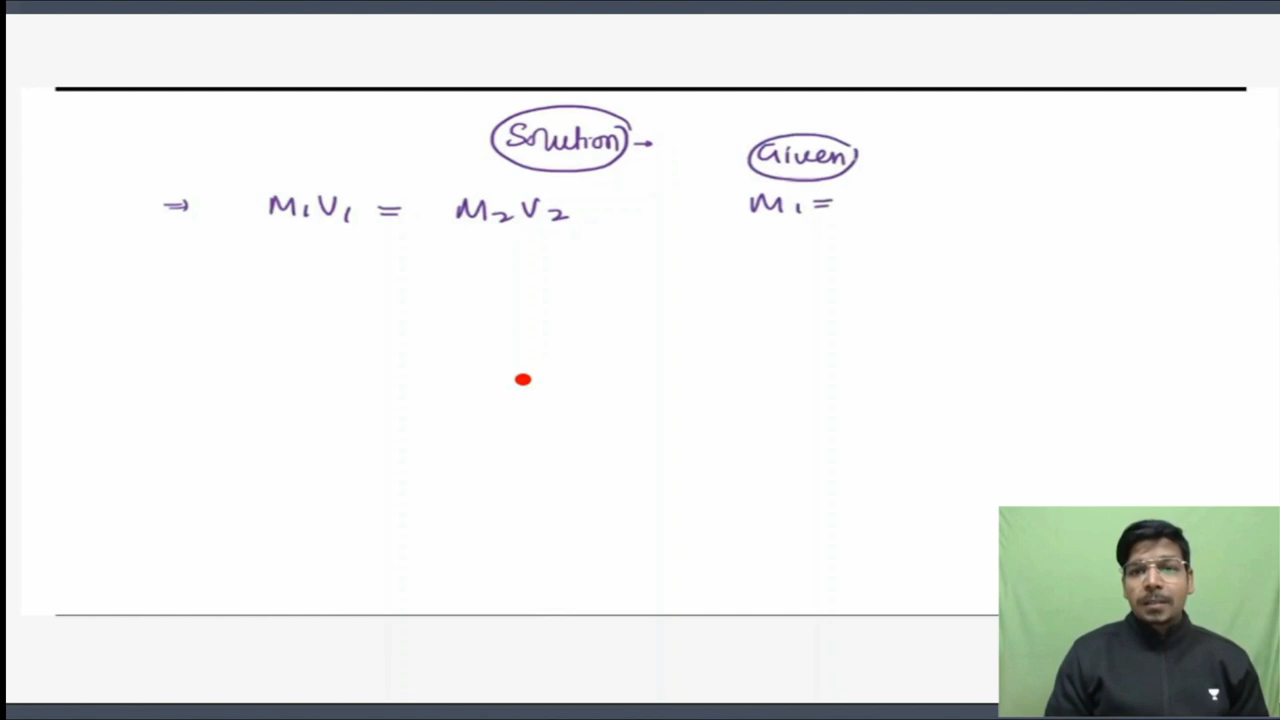 Solution →
Given
⇒ M₁V₁ = M₂V₂
M₁ =